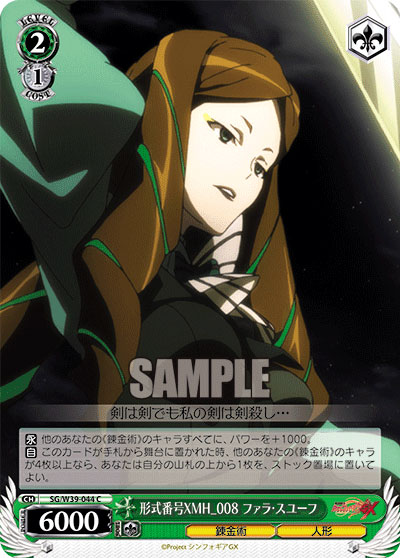 LEVEL
2
1
COST
SAMPLE
剣は剣でも私の剣は剣殺し…
永 他のあなたの《錬金術》のキャラすべてに、パワーを+1000。
自 このカードが手札から舞台に置かれた時、他のあなたの《錬金術》のキャラ
が4枚以上なら、あなたは自分の山札の上から1枚を、ストック置場に置い
てよい。
CH SG/W39-044 C
6000
形式番号XMH_008 ファラ・スユーフ
錬金術
人形
©Project シンフォギアGX